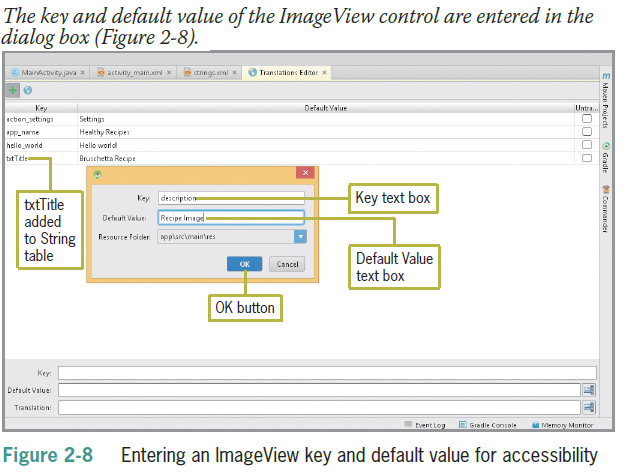 The key and default value of the ImageView control are entered in the
dialog box (Figure 2-8).
MainActivity.java × activity_main.xml × strings.xml × Translations Editor ×
Key Default Value Untra...
action_settings Settings
app_name Healthy Recipes
hello_world Hello world!
txtTitle Bruschetta Recipe
Key: description
Default Value: Recipe Image
Resource Folder: app\src\main\res
OK Cancel
txtTitle
added
to String
table
Key text box
Default Value
text box
OK button
Maven Projects
Gradle
Commander
Key:
Default Value:
Translation:
Event Log Gradle Console Memory Monitor
Figure 2-8 Entering an ImageView key and default value for accessibility